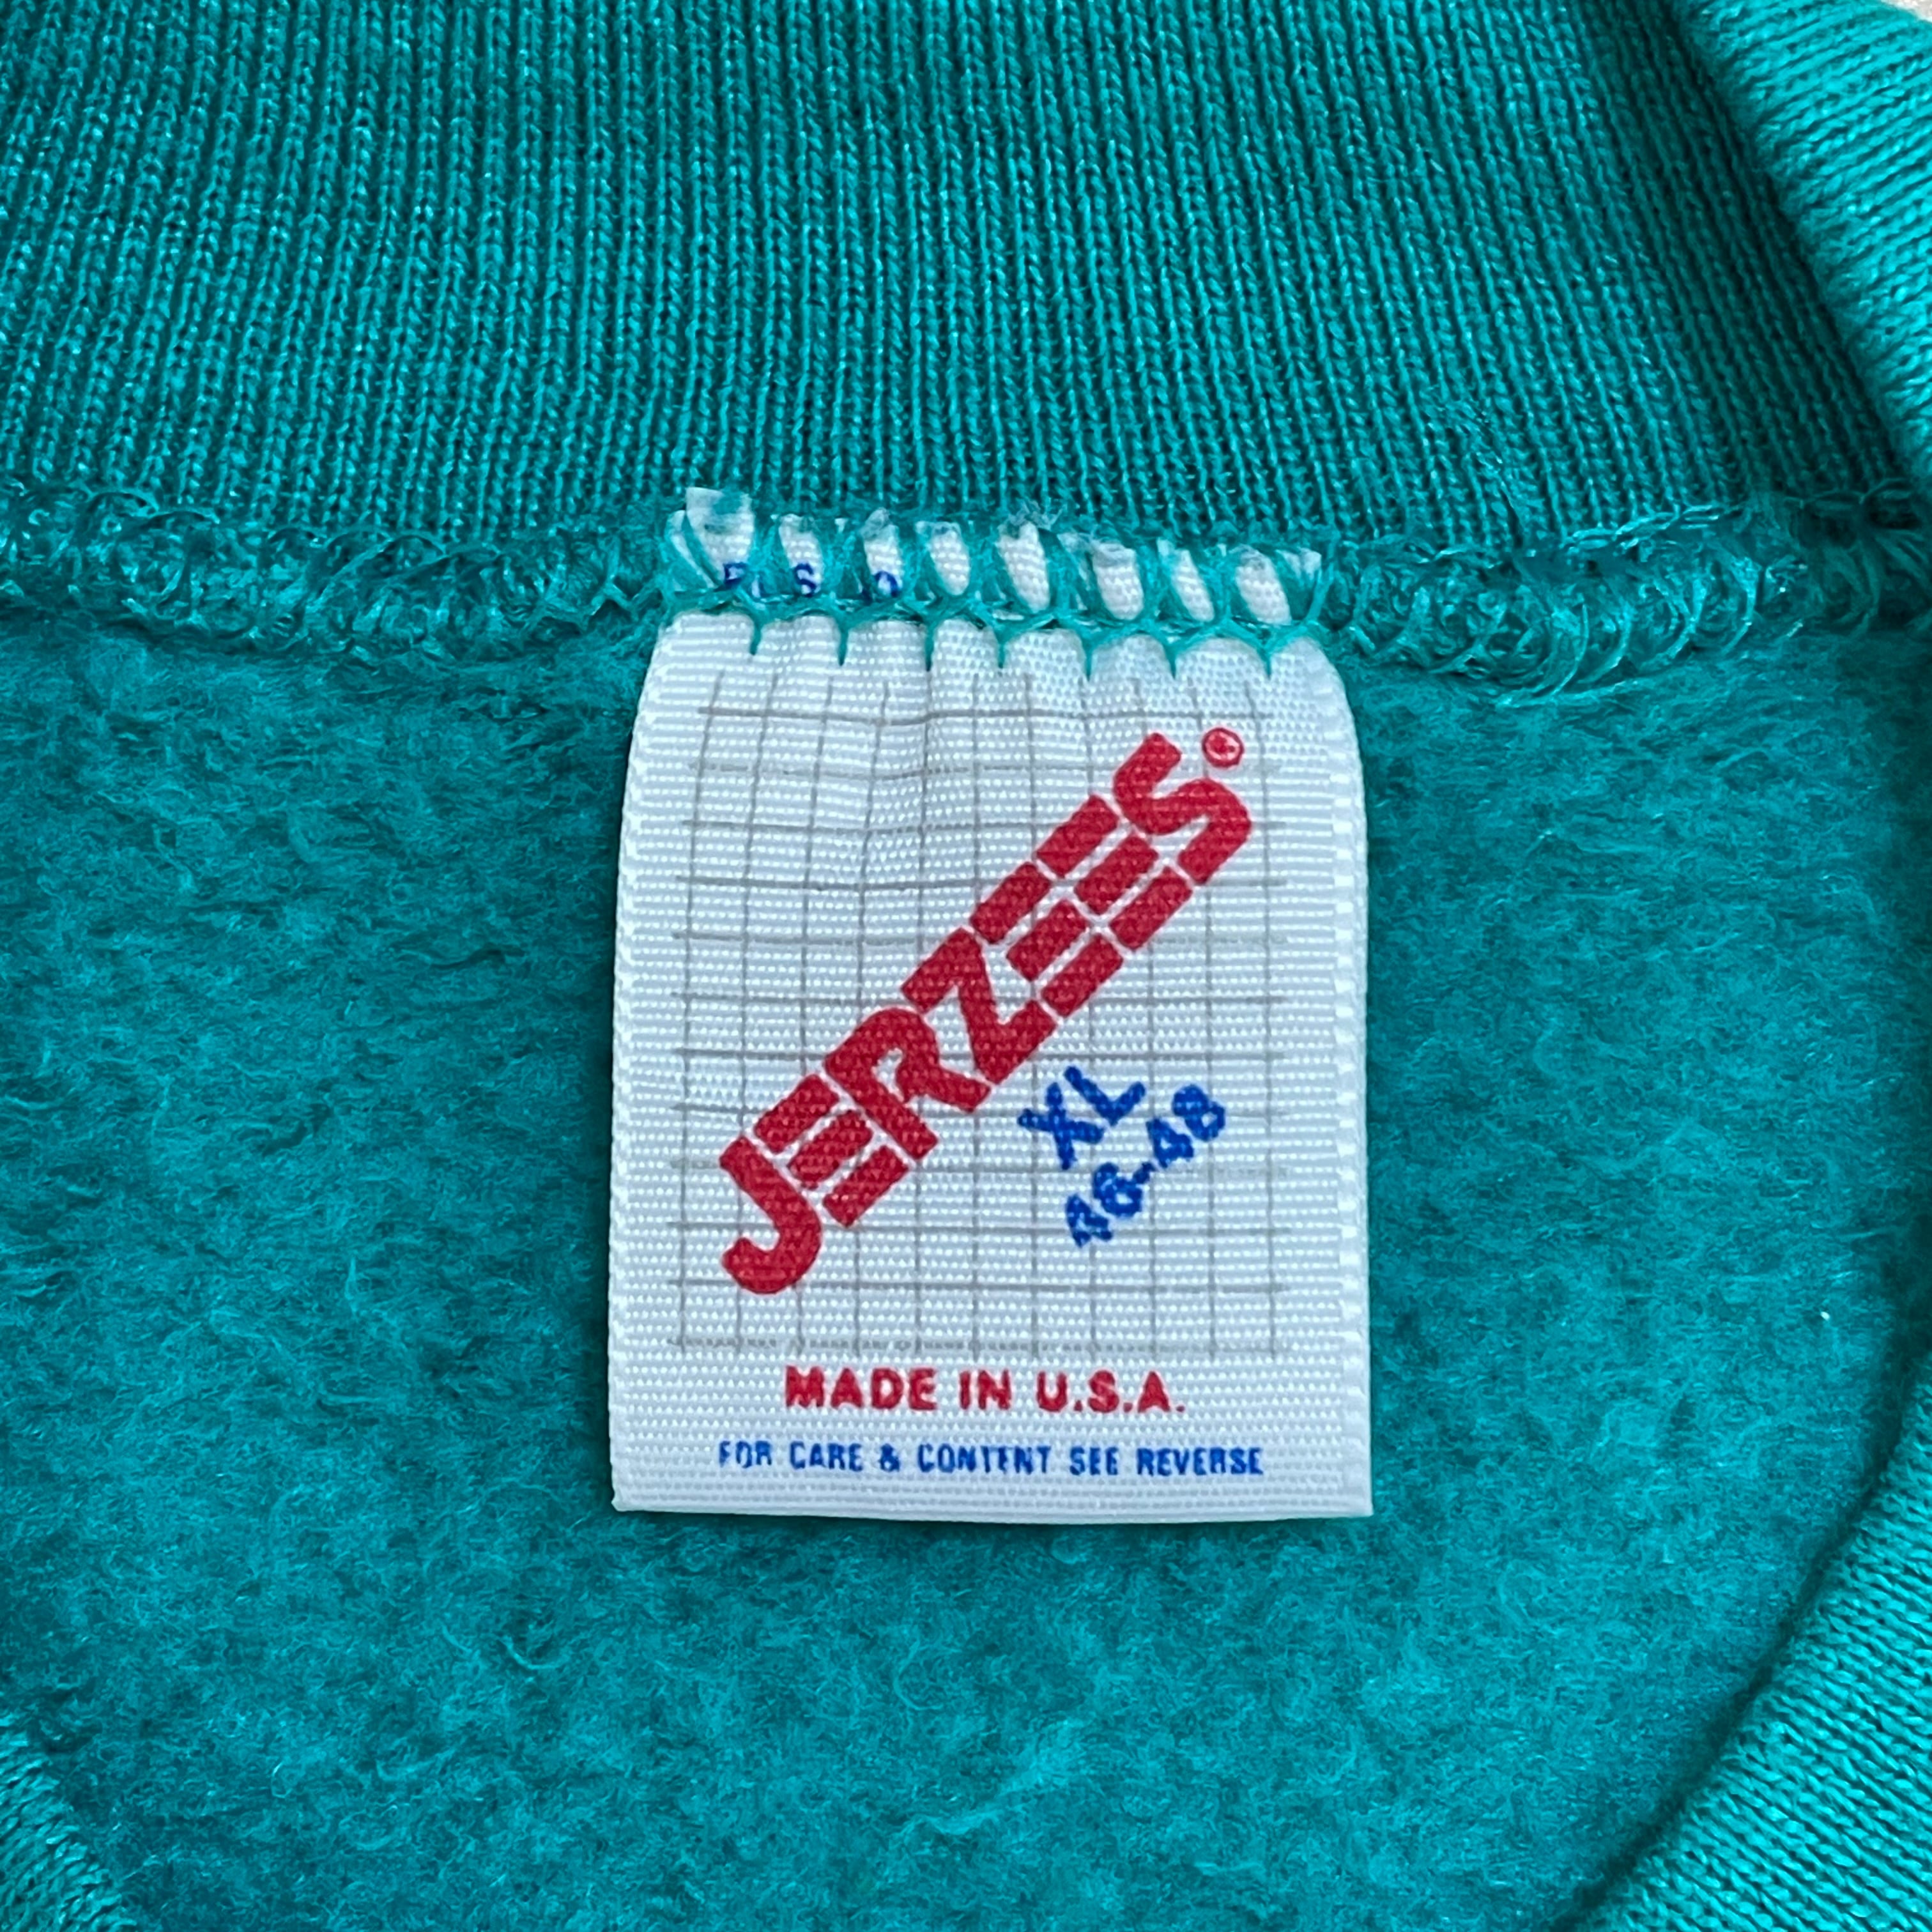 JERZEES®
XL
46-48
MADE IN U.S.A.
FOR CARE & CONTENT SEE REVERSE